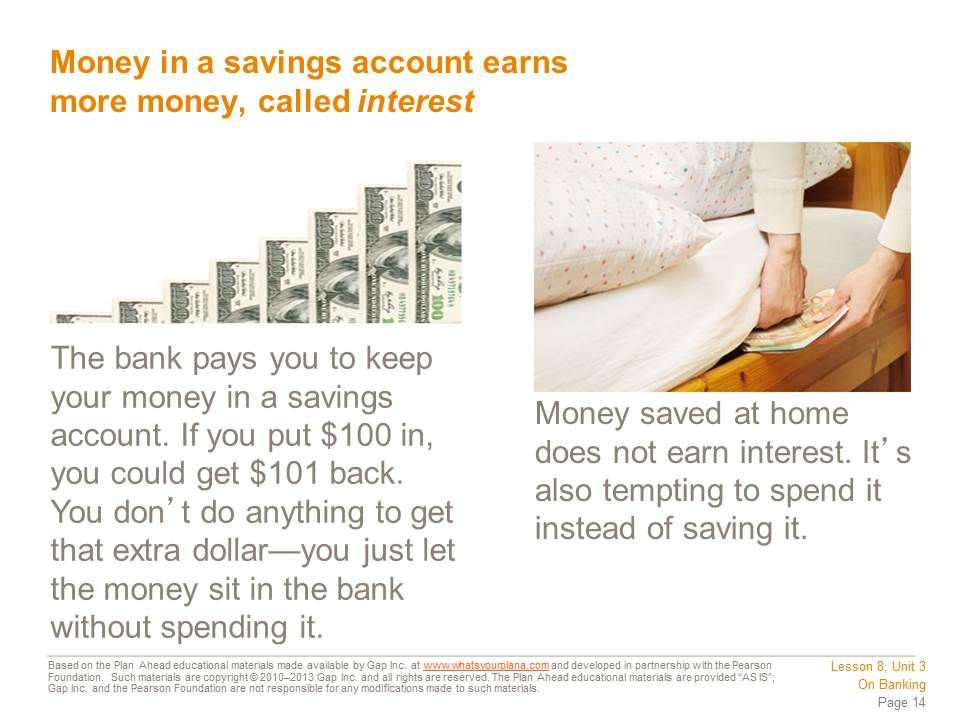 Money in a savings account earns
more money, called interest
The bank pays you to keep
your money in a savings
account. If you put $100 in,
you could get $101 back.
You don’t do anything to get
that extra dollar—you just let
the money sit in the bank
without spending it.
Money saved at home
does not earn interest. It’s
also tempting to spend it
instead of saving it.
Based on the Plan Ahead educational materials made available by Gap Inc. at www.whatsyourplana.com and developed in partnership with the Pearson
Foundation. Such materials are copyright © 2010–2013 Gap Inc. and all rights are reserved. The Plan Ahead educational materials are provided “AS IS”;
Gap Inc. and the Pearson Foundation are not responsible for any modifications made to such materials.
Lesson 8, Unit 3
On Banking
Page 14